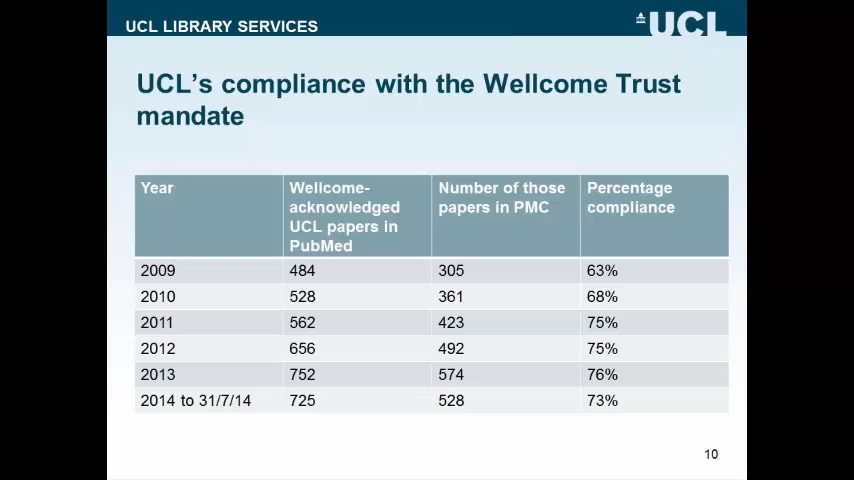 UCL LIBRARY SERVICES
UCL
UCL's compliance with the Wellcome Trust
mandate
Year
Wellcome-
acknowledged
UCL papers in
PubMed
Number of those
papers in PMC
Percentage
compliance
2009 484 305 63%
2010 528 361 68%
2011 562 423 75%
2012 656 492 75%
2013 752 574 76%
2014 to 31/7/14 725 528 73%
10